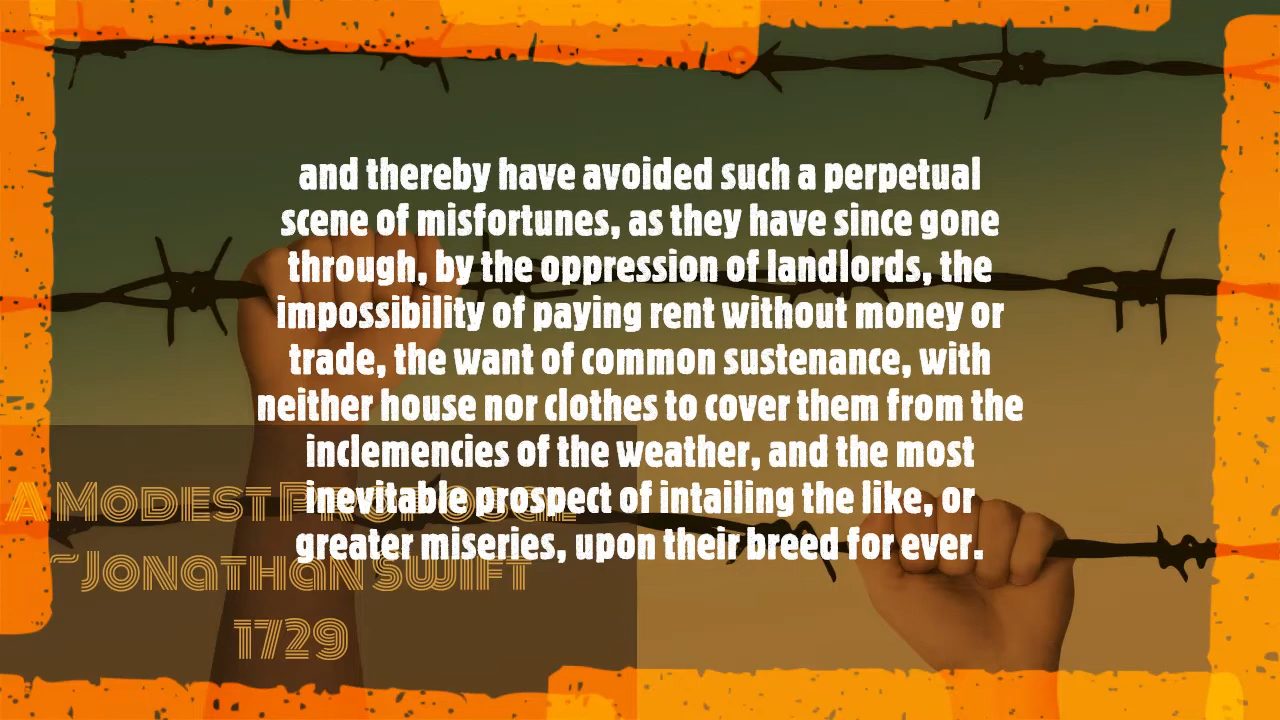 and thereby have avoided such a perpetual
scene of misfortunes, as they have since gone
through, by the oppression of landlords, the
impossibility of paying rent without money or
trade, the want of common sustenance, with
neither house nor clothes to cover them from the
inclemencies of the weather, and the most
inevitable prospect of intailing the like, or
greater miseries, upon their breed for ever.
A Modest Proposal
~Jonathan Swift
1729